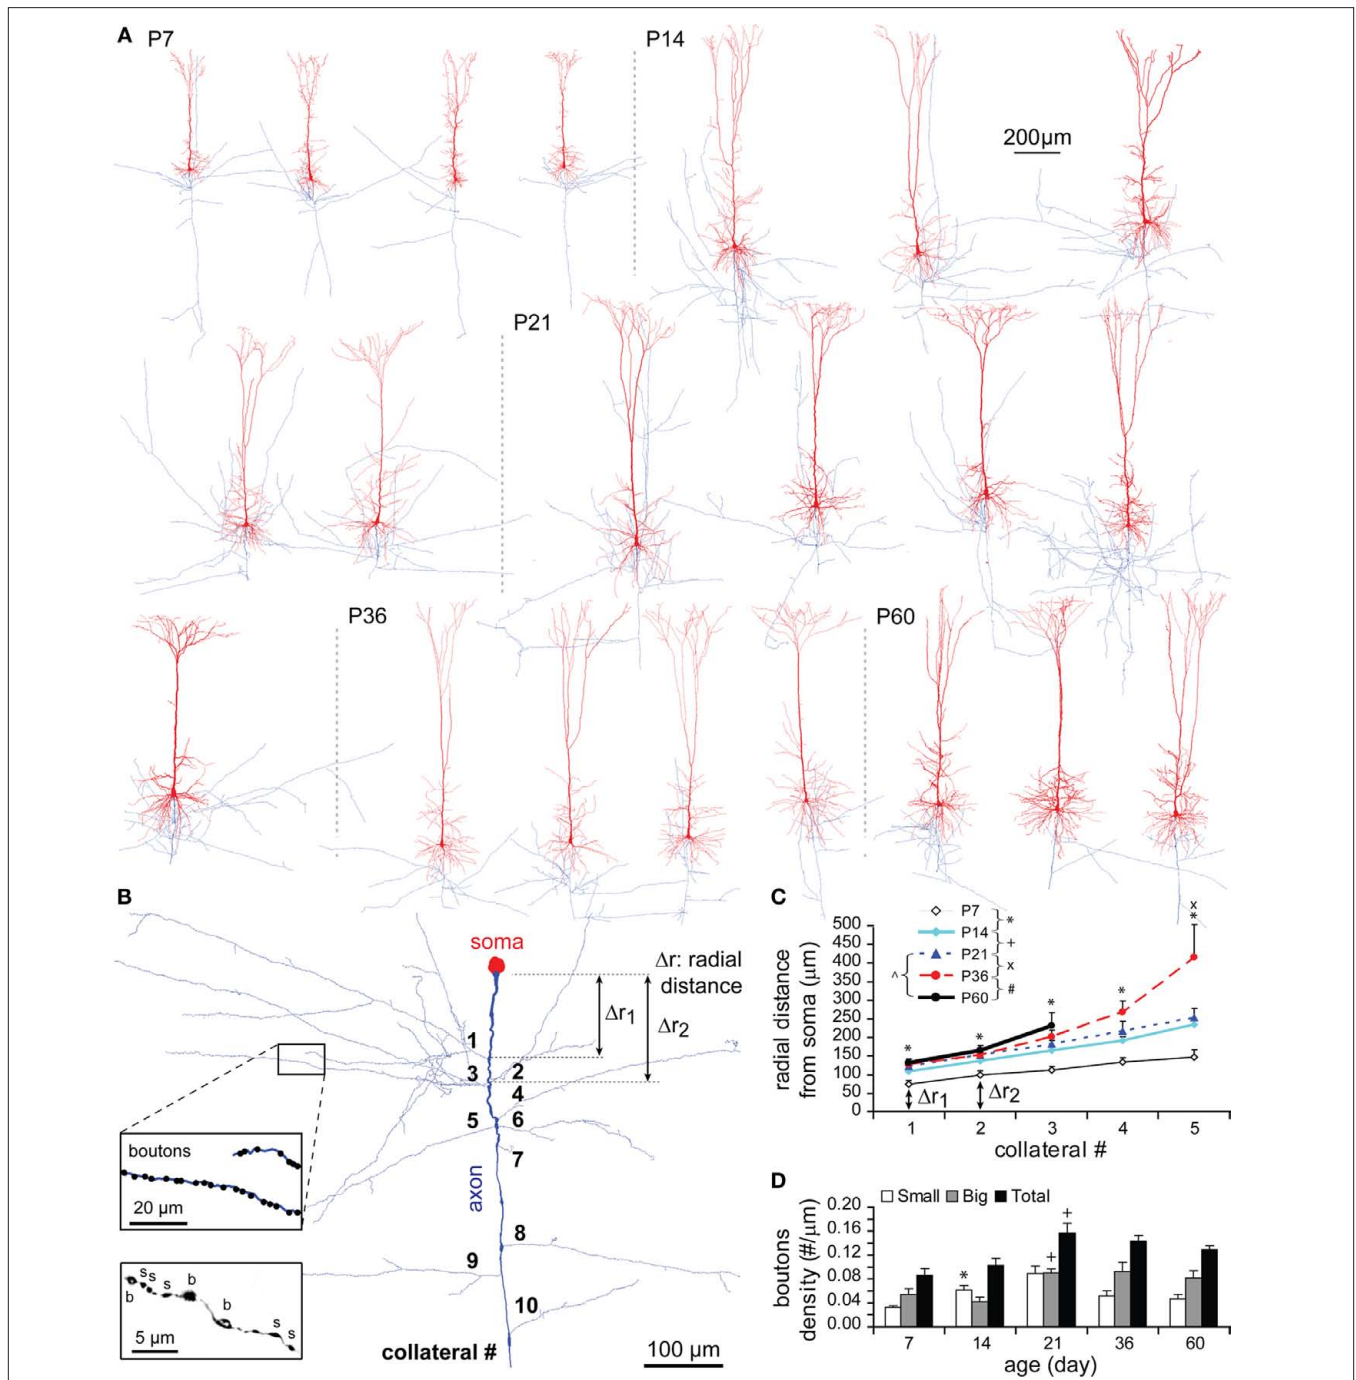 A P7
P14
200µm
P21
P36
P60
B
soma
Δr: radial
distance
Δr1
Δr2
1
2
3
4
5
6
7
8
9
10
axon
boutons
20 µm
s
s
s
b
b
b
s
s
5 µm
collateral #
100 µm
C
P7
P14
P21
P36
P60
*
+
x
#
^
x
*
*
*
*
*
500
450
400
350
300
250
200
150
100
50
0
radial distance
from soma (µm)
Δr1
Δr2
1 2 3 4 5
collateral #
D
Small Big Total
0.20
0.16
0.12
0.08
0.04
0.00
boutons
density (#/µm)
*
+
+
7 14 21 36 60
age (day)